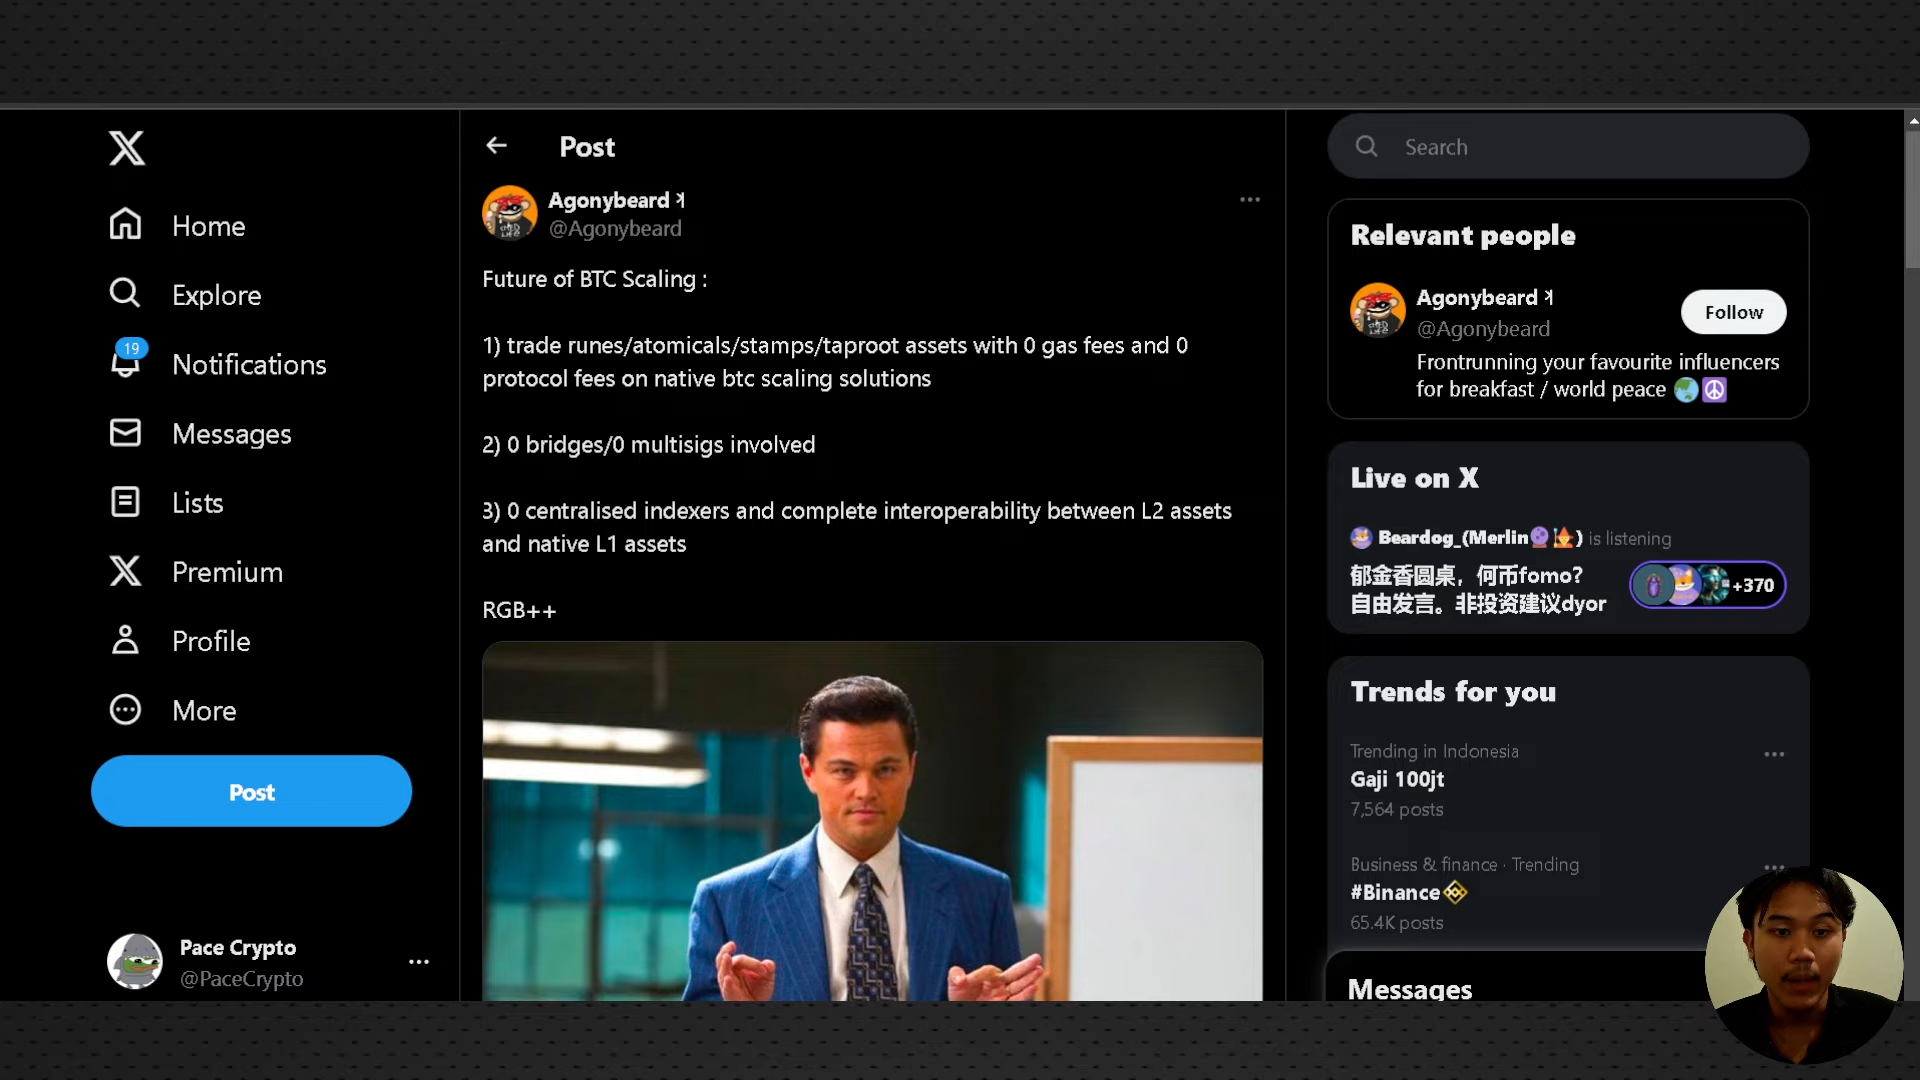 Home
Explore
19
Notifications
Messages
Lists
Premium
Profile
More
Post
Pace Crypto
@PaceCrypto
Post
Agonybeard
@Agonybeard
Future of BTC Scaling :
1) trade runes/atomicals/stamps/taproot assets with 0 gas fees and 0
protocol fees on native btc scaling solutions
2) 0 bridges/0 multisigs involved
3) 0 centralised indexers and complete interoperability between L2 assets
and native L1 assets
RGB++
Search
Relevant people
Agonybeard
@Agonybeard
Follow
Frontrunning your favourite influencers
for breakfast / world peace
Live on X
Beardog_(Merlin🔮🧙) is listening
郁金香圆桌，何币fomo?
自由发言。非投资建议dyor
+370
Trends for you
Trending in Indonesia
Gaji 100jt
7,564 posts
Business & finance · Trending
#Binance
65.4K posts
Messages